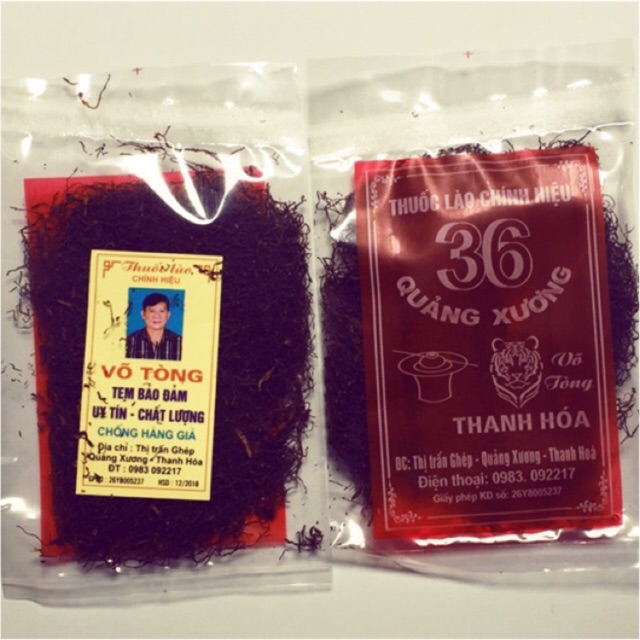 Thuốc lào
CHÍNH HIỆU
VÕ TÒNG
TEM BẢO ĐẢM
UY TÍN - CHẤT LƯỢNG
CHỐNG HÀNG GIẢ
Địa chỉ : Thị trấn Ghép
Quảng Xương - Thanh Hóa
ĐT : 0983 092217
26Y8005237 HSD : 12/2018
THUỐC LÀO CHÍNH HIỆU
36
QUẢNG XƯƠNG
Võ
Tòng
THANH HÓA
ĐC: Thị trấn Ghép - Quảng Xương - Thanh Hoá
Điện thoại: 0983. 092217
Giấy phép KD số: 26Y8005237